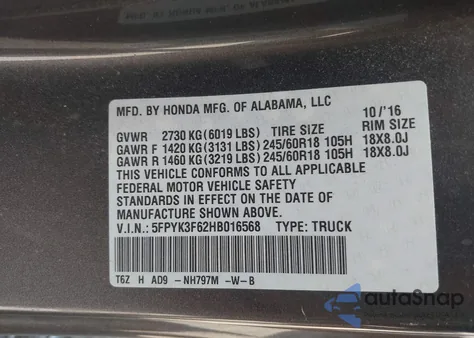 MFD. BY HONDA MFG. OF ALABAMA, LLC
10/'16
GVWR 2730 KG (6019 LBS) TIRE SIZE RIM SIZE
GAWR F 1420 KG (3131 LBS) 245/60R18 105H 18X8.0J
GAWR R 1460 KG (3219 LBS) 245/60R18 105H 18X8.0J
THIS VEHICLE CONFORMS TO ALL APPLICABLE
FEDERAL MOTOR VEHICLE SAFETY
STANDARDS IN EFFECT ON THE DATE OF
MANUFACTURE SHOWN ABOVE.
V.I.N.: 5FPYK3F62HB016568 TYPE: TRUCK
T6Z H AD9 -NH797M -W-B
autoSnap